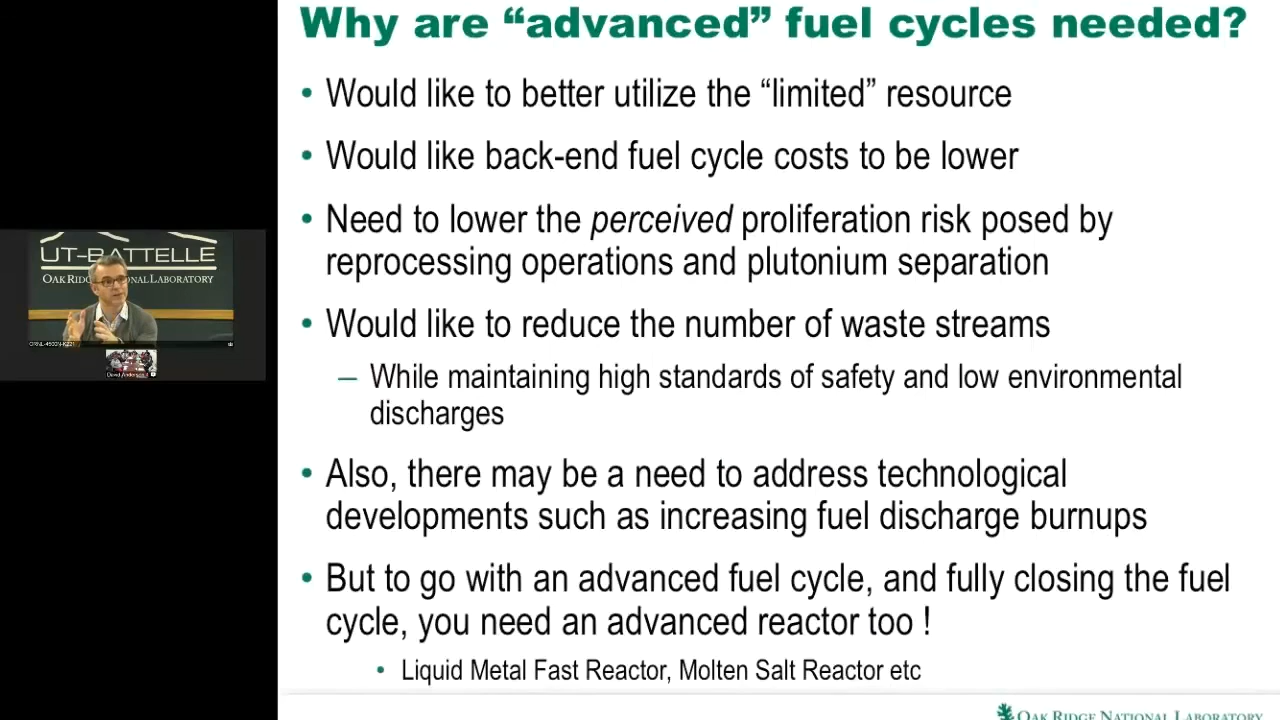 Why are “advanced” fuel cycles needed?
• Would like to better utilize the “limited” resource
• Would like back-end fuel cycle costs to be lower
• Need to lower the perceived proliferation risk posed by
reprocessing operations and plutonium separation
• Would like to reduce the number of waste streams
– While maintaining high standards of safety and low environmental
discharges
• Also, there may be a need to address technological
developments such as increasing fuel discharge burnups
• But to go with an advanced fuel cycle, and fully closing the fuel
cycle, you need an advanced reactor too !
• Liquid Metal Fast Reactor, Molten Salt Reactor etc
OAK RIDGE NATIONAL LABORATORY
UT-BATTELLE
OAK RIDGE NATIONAL LABORATORY
David Anderson